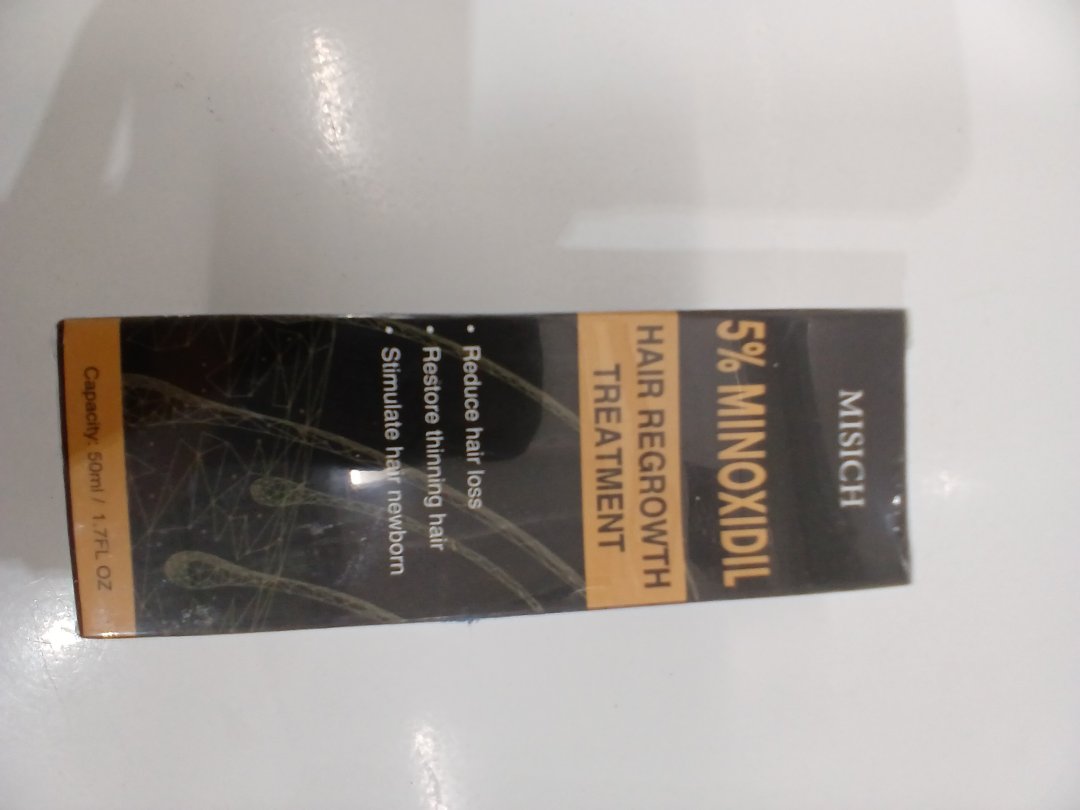 MISICH
5% MINOXIDIL
HAIR REGROWTH
TREATMENT
• Reduce hair loss
• Restore thinning hair
• Stimulate hair newborn
Capacity: 50ml / 1.7FL OZ